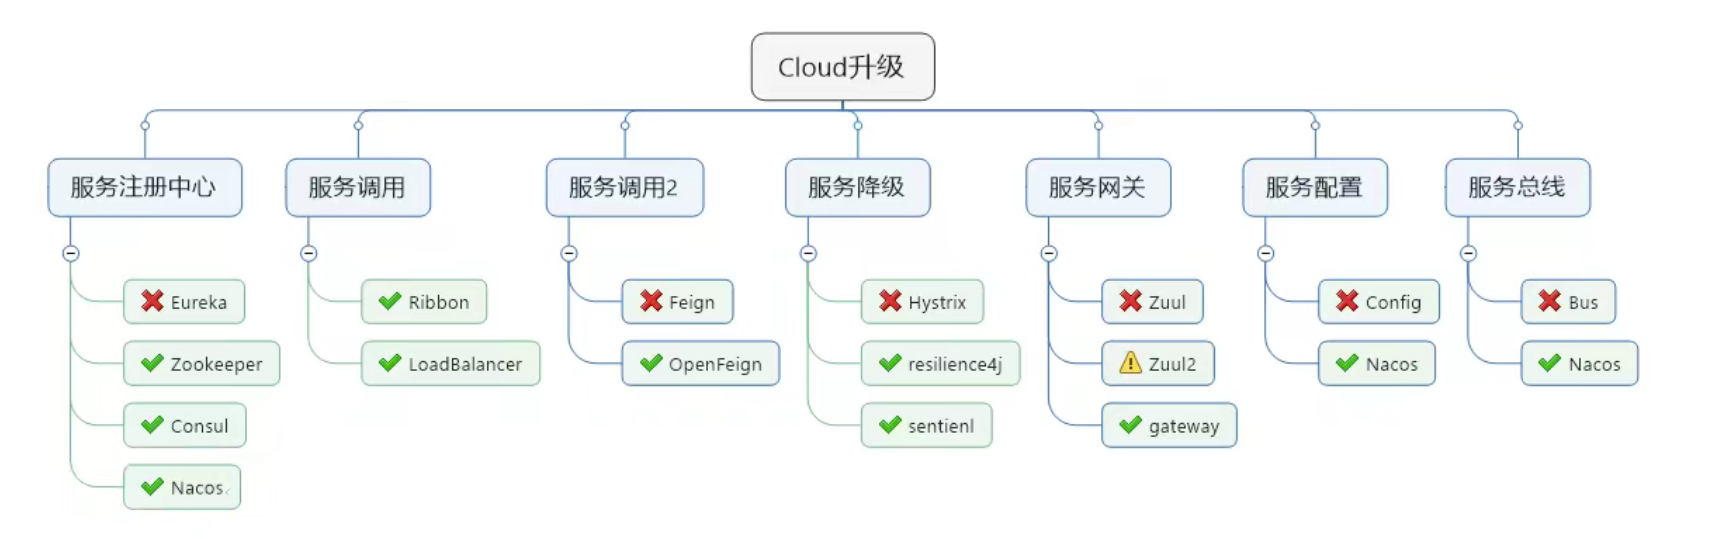 Cloud升级
服务注册中心
服务调用
服务调用2
服务降级
服务网关
服务配置
服务总线
Eureka
Zookeeper
Consul
Nacos
Ribbon
LoadBalancer
Feign
OpenFeign
Hystrix
resilience4j
sentienl
Zuul
Zuul2
gateway
Config
Nacos
Bus
Nacos